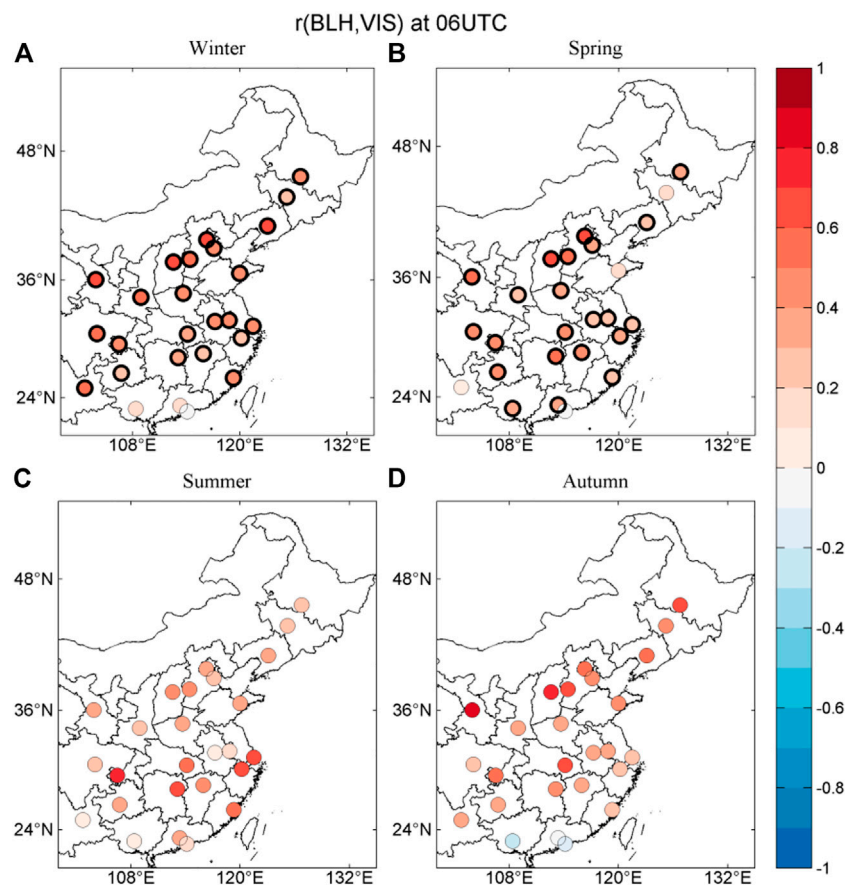 r(BLH,VIS) at 06UTC
A Winter
B Spring
48°N
36°N
24°N
108°E 120°E 132°E
48°N
36°N
24°N
108°E 120°E 132°E
C Summer
D Autumn
48°N
36°N
24°N
108°E 120°E 132°E
48°N
36°N
24°N
108°E 120°E 132°E
1
0.8
0.6
0.4
0.2
0
-0.2
-0.4
-0.6
-0.8
-1